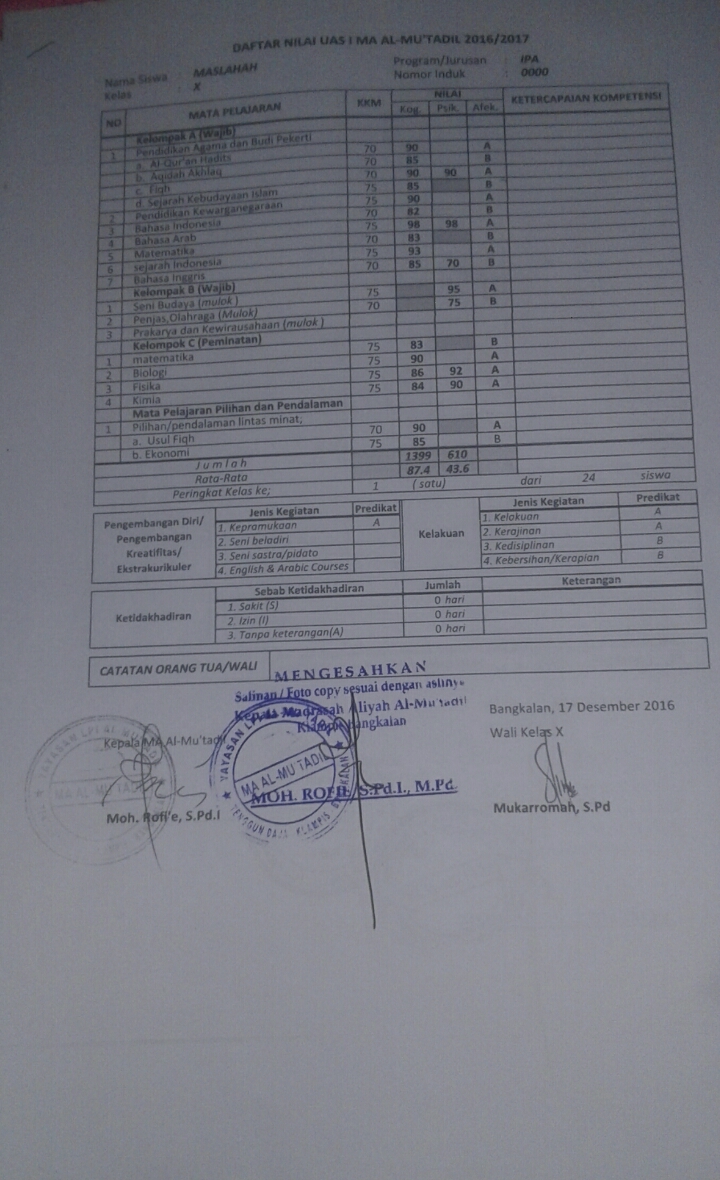 DAFTAR NILAI UAS I MA AL-MU'TADIL 2016/2017
Nama Siswa : MASLAHAH Program/Jurusan : IPA
Kelas : X Nomor Induk : 0000
NO MATA PELAJARAN KKM NILAI KETERCAPAIAN KOMPETENSI
Kog. Psik. Afek.
Kelompak A (Wajib)
1 Pendidikan Agama dan Budi Pekerti
a. Al-Qur'an Hadits 70 90 A
b. Aqidah Akhlaq 70 85 B
c. Fiqh 70 90 90 A
d. Sejarah Kebudayaan Islam 75 85 B
2 Pendidikan Kewarganegaraan 75 90 A
3 Bahasa Indonesia 70 82 B
4 Bahasa Arab 75 98 98 A
5 Matematika 70 83 B
6 sejarah Indonesia 75 93 A
7 Bahasa Inggris 70 85 70 B
Kelompak B (Wajib)
1 Seni Budaya (mulok) 75 95 A
2 Penjas,Olahraga (Mulok) 70 75 B
3 Prakarya dan Kewirausahaan (mulok)
Kelompok C (Peminatan)
1 matematika 75 83 B
2 Biologi 75 90 A
3 Fisika 75 86 92 A
4 Kimia 75 84 90 A
Mata Pelajaran Pilihan dan Pendalaman
1 Pilihan/pendalaman lintas minat;
a. Usul Fiqh 70 90 A
b. Ekonomi 75 85 B
Jumlah 1399 610
Rata-Rata 87.4 43.6
Peringkat Kelas ke; 1 (satu) dari 24 siswa
Pengembangan Diri/
Pengembangan
Kreatifitas/
Ekstrakurikuler
Jenis Kegiatan Predikat
1. Kepramukaan A
2. Seni beladiri
3. Seni sastra/pidato
4. English & Arabic Courses
Kelakuan
Jenis Kegiatan Predikat
1. Kelakuan A
2. Kerajinan A
3. Kedisiplinan B
4. Kebersihan/Kerapian B
Ketidakhadiran
Sebab Ketidakhadiran Jumlah Keterangan
1. Sakit (S) 0 hari
2. Izin (I) 0 hari
3. Tanpa keterangan(A) 0 hari
CATATAN ORANG TUA/WALI
MENGESAHKAN
Salinan / Foto copy sesuai dengan aslinya
Kepala Madrasah Aliyah Al-Mu'tadil
Klampis Bangkalan
YAYASAN LPI AL-MU'TADIL
MA AL-MU'TADIL
TENGGUN DAJA KLAMPIS BANGKALAN
MOH. ROFI'E, S.Pd.I., M.Pd
Kepala MA Al-Mu'tadil
Moh. Rofi'e, S.Pd.I
Bangkalan, 17 Desember 2016
Wali Kelas X
Mukarromah, S.Pd